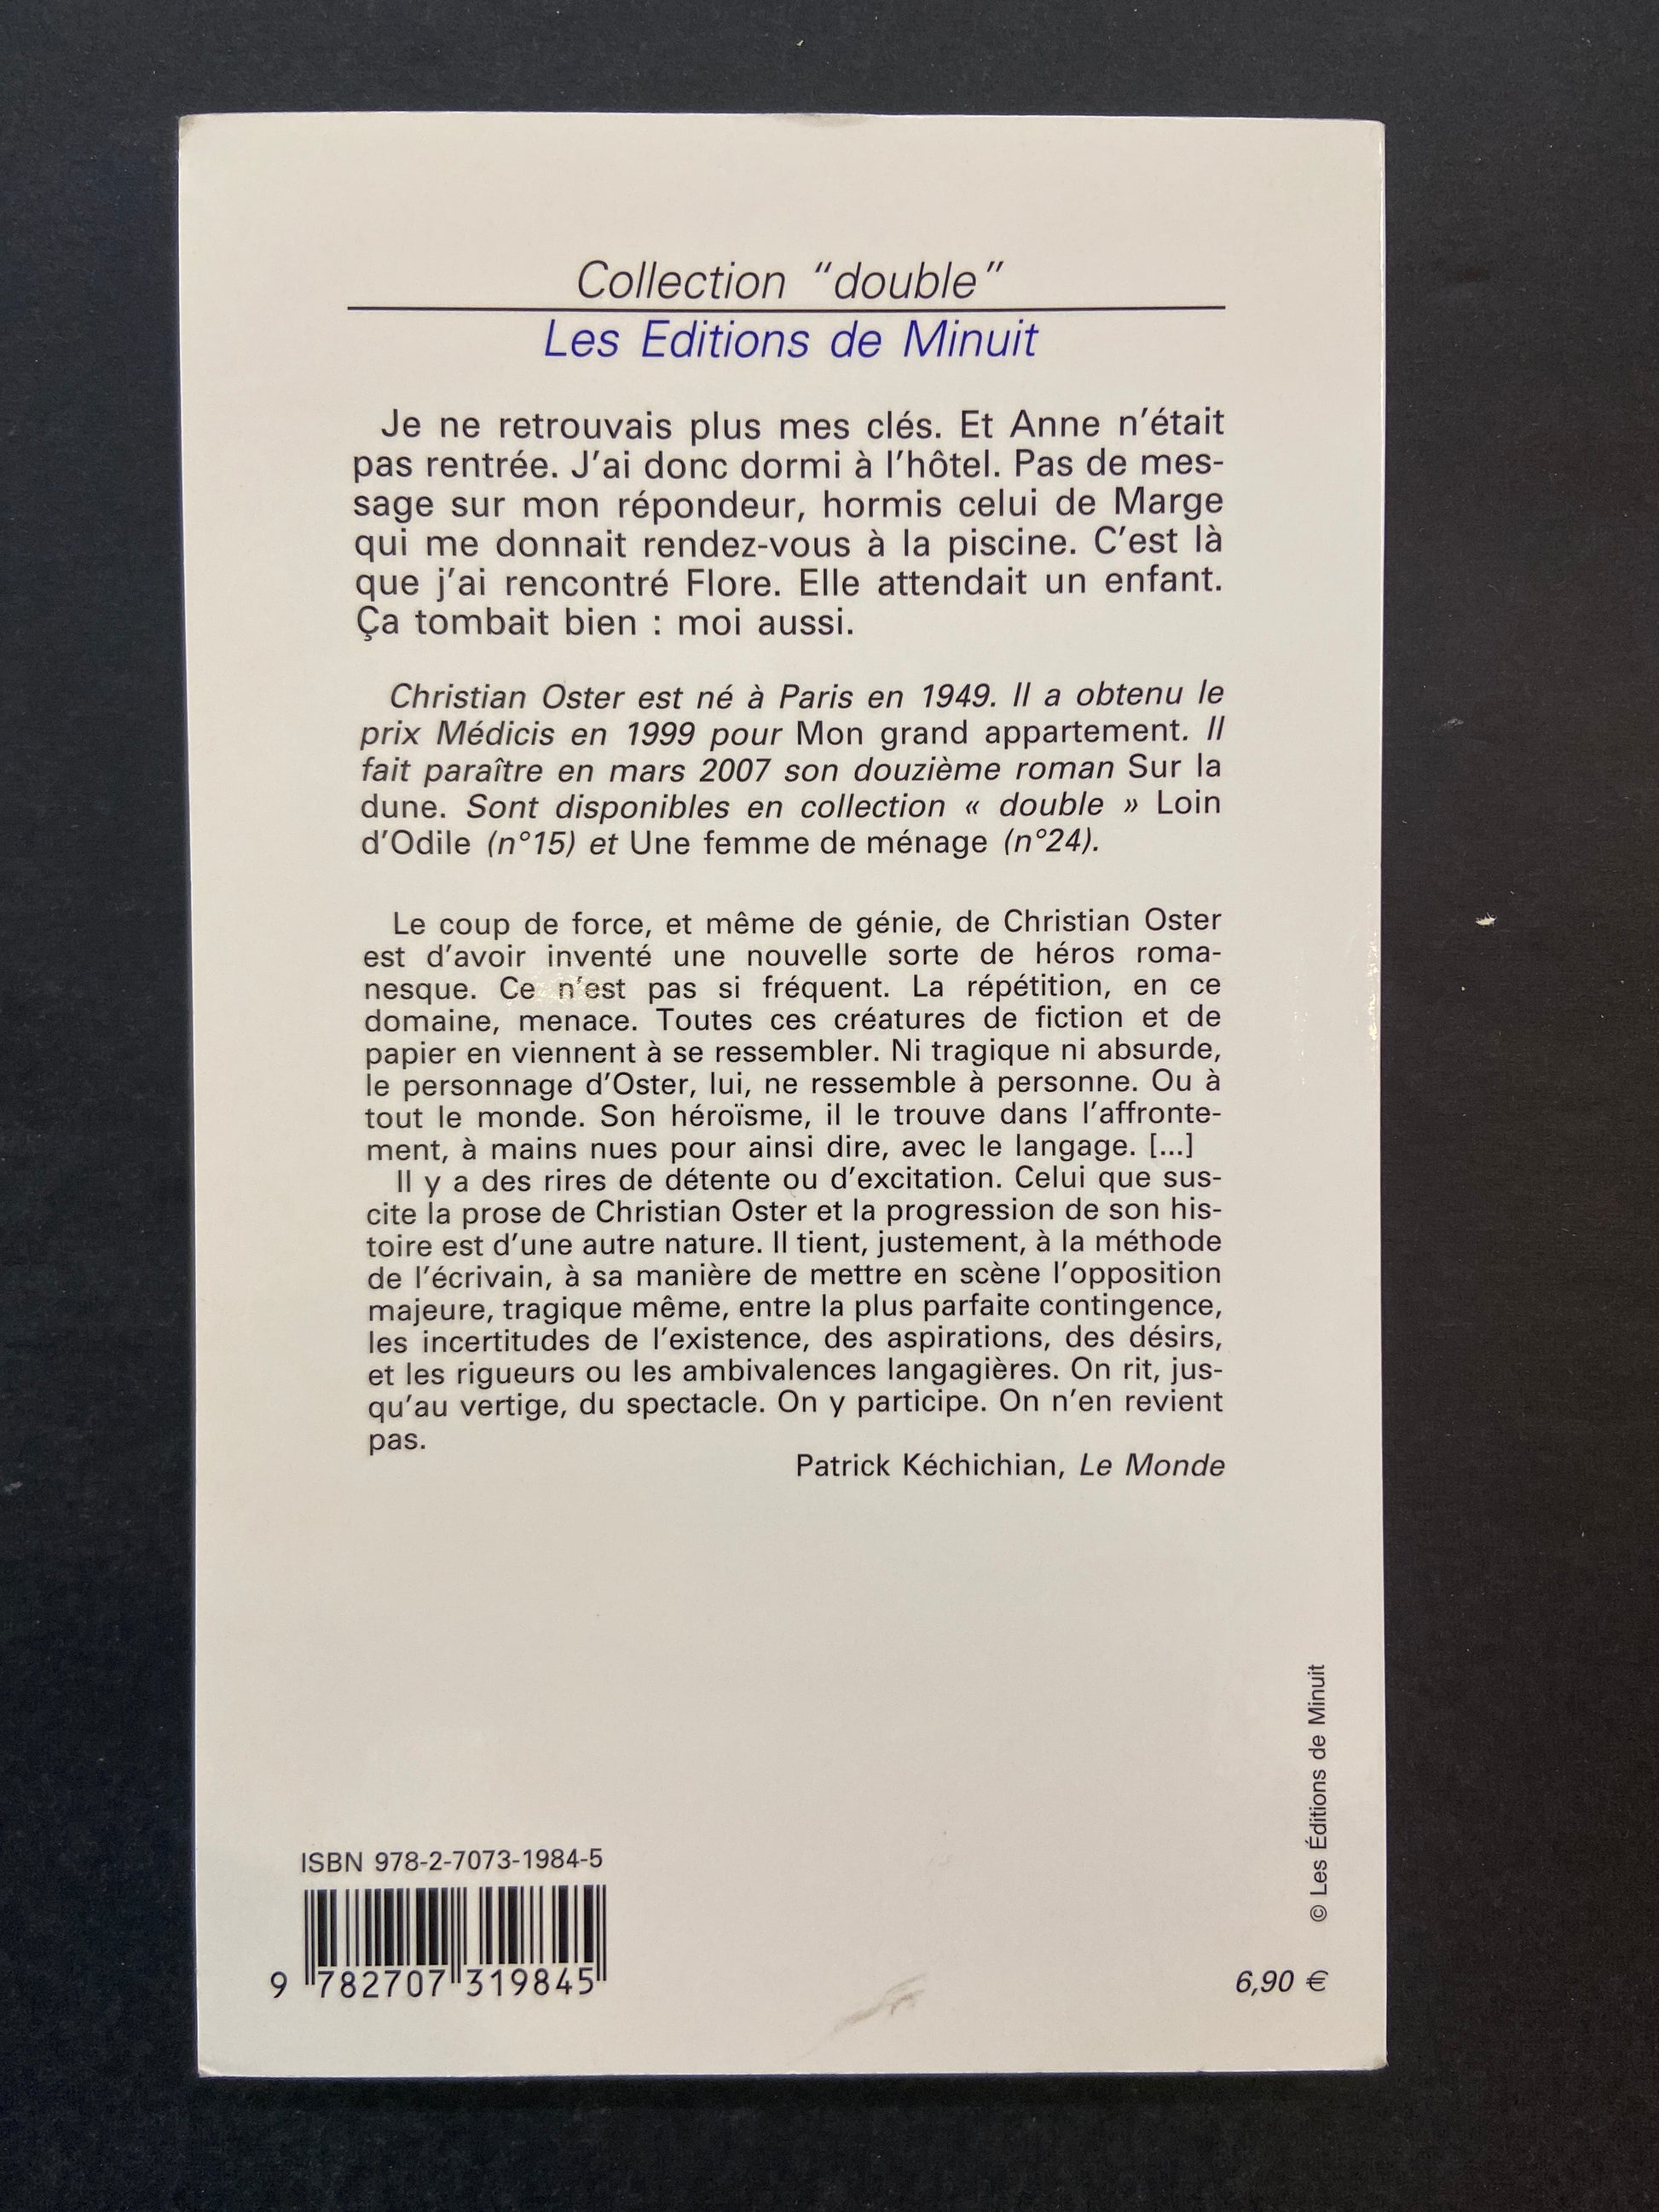 Collection “double”
Les Editions de Minuit
Je ne retrouvais plus mes clés. Et Anne n’était
pas rentrée. J’ai donc dormi à l’hôtel. Pas de mes-
sage sur mon répondeur, hormis celui de Marge
qui me donnait rendez-vous à la piscine. C’est là
que j’ai rencontré Flore. Elle attendait un enfant.
Ça tombait bien : moi aussi.
Christian Oster est né à Paris en 1949. Il a obtenu le
prix Médicis en 1999 pour Mon grand appartement. Il
fait paraître en mars 2007 son douzième roman Sur la
dune. Sont disponibles en collection « double » Loin
d’Odile (n°15) et Une femme de ménage (n°24).
Le coup de force, et même de génie, de Christian Oster
est d’avoir inventé une nouvelle sorte de héros roma-
nesque. Ce n’est pas si fréquent. La répétition, en ce
domaine, menace. Toutes ces créatures de fiction et de
papier en viennent à se ressembler. Ni tragique ni absurde,
le personnage d’Oster, lui, ne ressemble à personne. Ou à
tout le monde. Son héroïsme, il le trouve dans l’affronte-
ment, à mains nues pour ainsi dire, avec le langage. [...]
Il y a des rires de détente ou d’excitation. Celui que sus-
cite la prose de Christian Oster et la progression de son his-
toire est d’une autre nature. Il tient, justement, à la méthode
de l’écrivain, à sa manière de mettre en scène l’opposition
majeure, tragique même, entre la plus parfaite contingence,
les incertitudes de l’existence, des aspirations, des désirs,
et les rigueurs ou les ambivalences langagières. On rit, jus-
qu’au vertige, du spectacle. On y participe. On n’en revient
pas.
Patrick Kéchichian, Le Monde
© Les Éditions de Minuit
ISBN 978-2-7073-1984-5
9 782707 319845
6,90 €